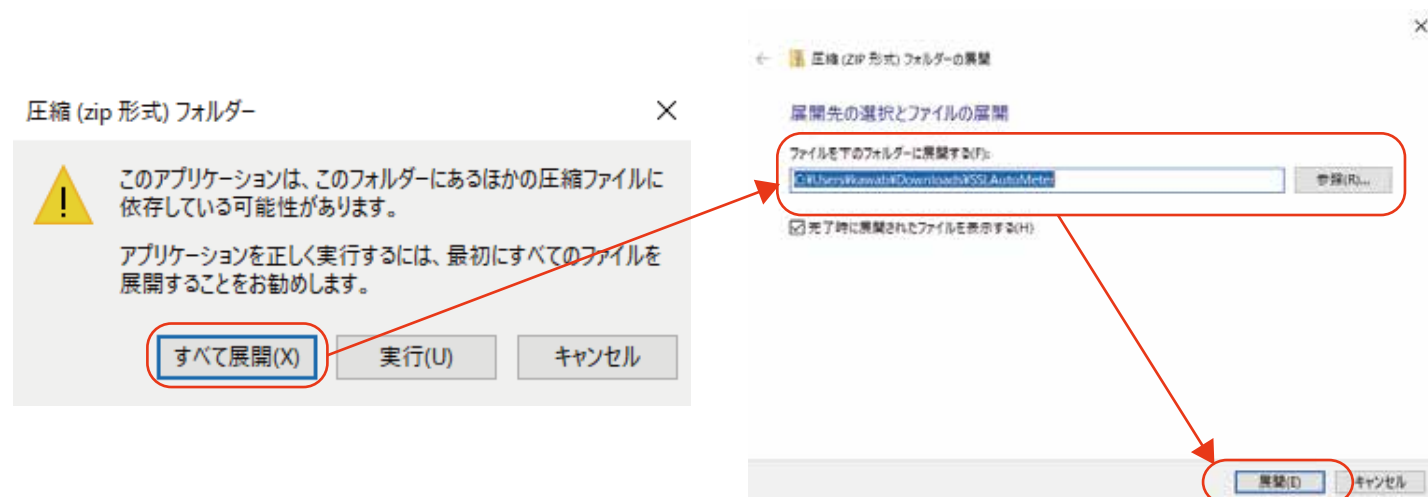 圧縮 (zip 形式) フォルダー
このアプリケーションは、このフォルダーにあるほかの圧縮ファイルに
依存している可能性があります。
アプリケーションを正しく実行するには、最初にすべてのファイルを
展開することをお勧めします。
すべて展開(X)
実行(U)
キャンセル
圧縮 (ZIP 形式) フォルダーの展開
展開先の選択とファイルの展開
ファイルを下のフォルダーに展開する(F):
C:¥Users¥kawab¥Downloads¥SSLAutoMeter
参照(R)...
完了時に展開されたファイルを表示する(H)
展開(E)
キャンセル